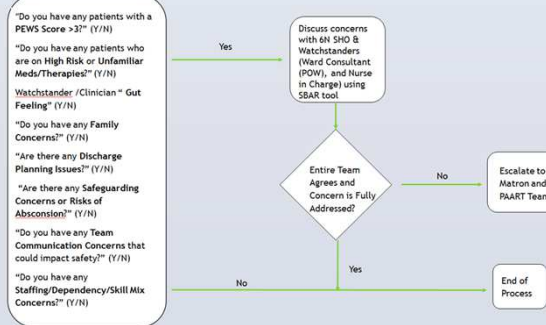 "Do you have any patients with a
PEWS Score >3?" (Y/N)
"Do you have any patients who
are on High Risk or Unfamiliar
Meds/Therapies?" (Y/N)
Watchstander /Clinician " Gut
Feeling" (Y/N)
"Do you have any Family
Concerns?" (Y/N)
"Are there any Discharge
Planning Issues?" (Y/N)
"Are there any Safeguarding
Concerns or Risks of
Absconsion?" (Y/N)
"Do you have any Team
Communication Concerns that
could impact safety?" (Y/N)
"Do you have any
Staffing/Dependency/Skill Mix
Concerns?" (Y/N)
Yes
Discuss concerns
with 6N SHO &
Watchstanders
(Ward Consultant
(POW), and Nurse
in Charge) using
SBAR tool
Entire Team
Agrees and
Concern is Fully
Addressed?
No
Escalate to
Matron and
PAART Team
Yes
No
End of
Process